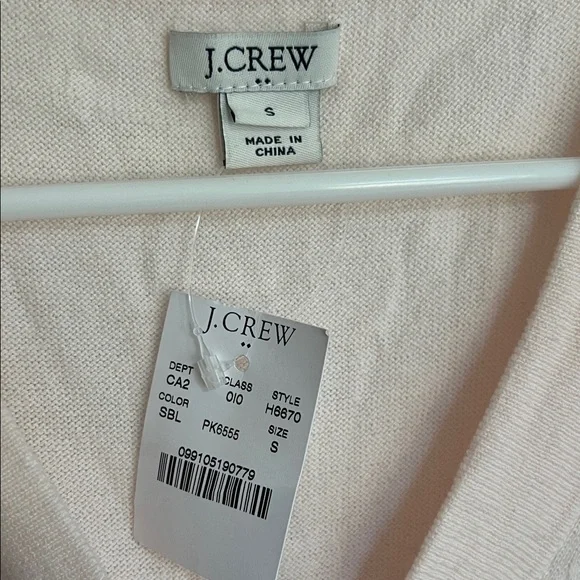 J.CREW
S
MADE IN
CHINA
J.CREW
DEPT CLASS STYLE
CA2 010 H6670
COLOR SIZE
SBL PK6555 S
099105190779